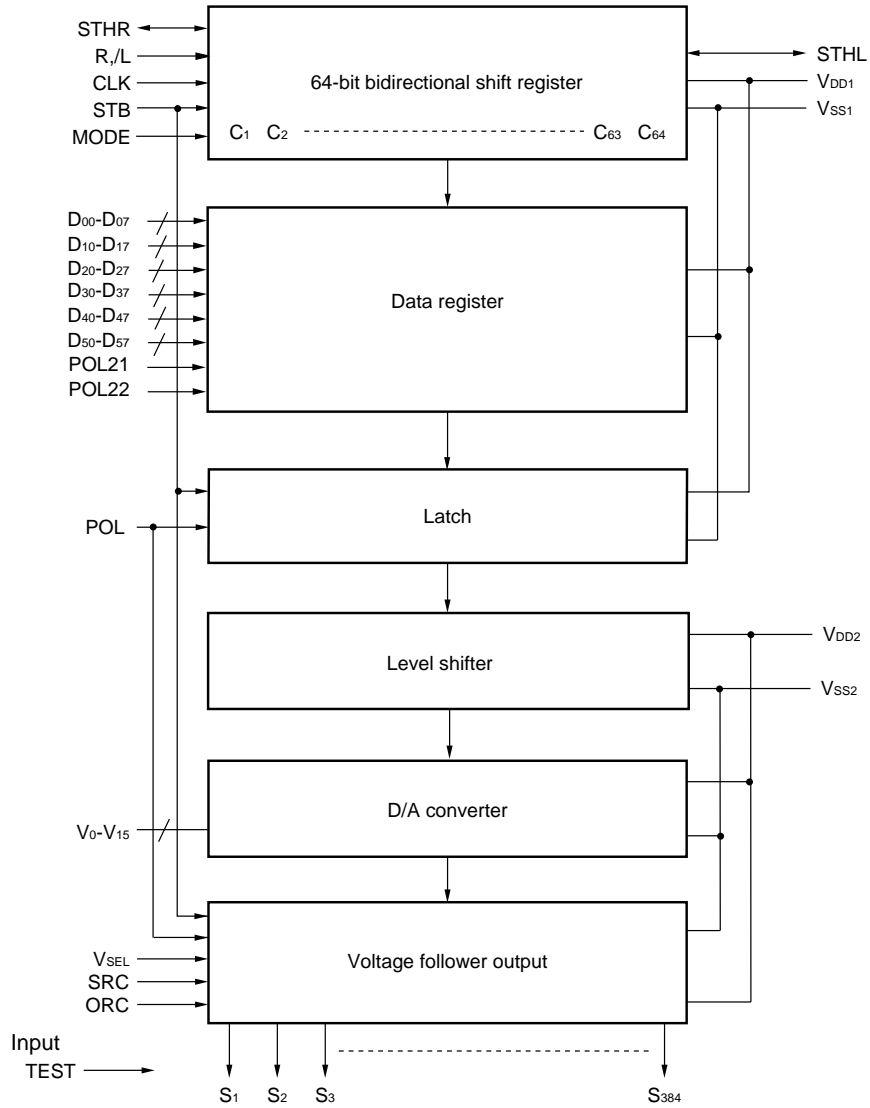 STHR
R,/L
CLK
STB
MODE
64-bit bidirectional shift register
C1 C2 C63 C64
STHL
VDD1
VSS1
D00-D07
D10-D17
D20-D27
D30-D37
D40-D47
D50-D57
POL21
POL22
Data register
POL
Latch
Level shifter
VDD2
VSS2
D/A converter
V0-V15
VSEL
SRC
ORC
Voltage follower output
Input
TEST
S1 S2 S3 S384